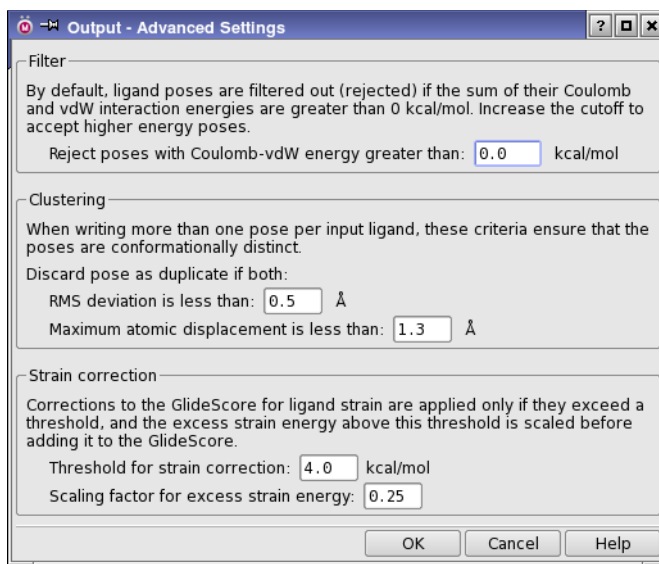 Output - Advanced Settings
Filter
By default, ligand poses are filtered out (rejected) if the sum of their Coulomb
and vdW interaction energies are greater than 0 kcal/mol. Increase the cutoff to
accept higher energy poses.
Reject poses with Coulomb-vdW energy greater than: 0.0 kcal/mol
Clustering
When writing more than one pose per input ligand, these criteria ensure that the
poses are conformationally distinct.
Discard pose as duplicate if both:
RMS deviation is less than: 0.5 Å
Maximum atomic displacement is less than: 1.3 Å
Strain correction
Corrections to the GlideScore for ligand strain are applied only if they exceed a
threshold, and the excess strain energy above this threshold is scaled before
adding it to the GlideScore.
Threshold for strain correction: 4.0 kcal/mol
Scaling factor for excess strain energy: 0.25
OK Cancel Help